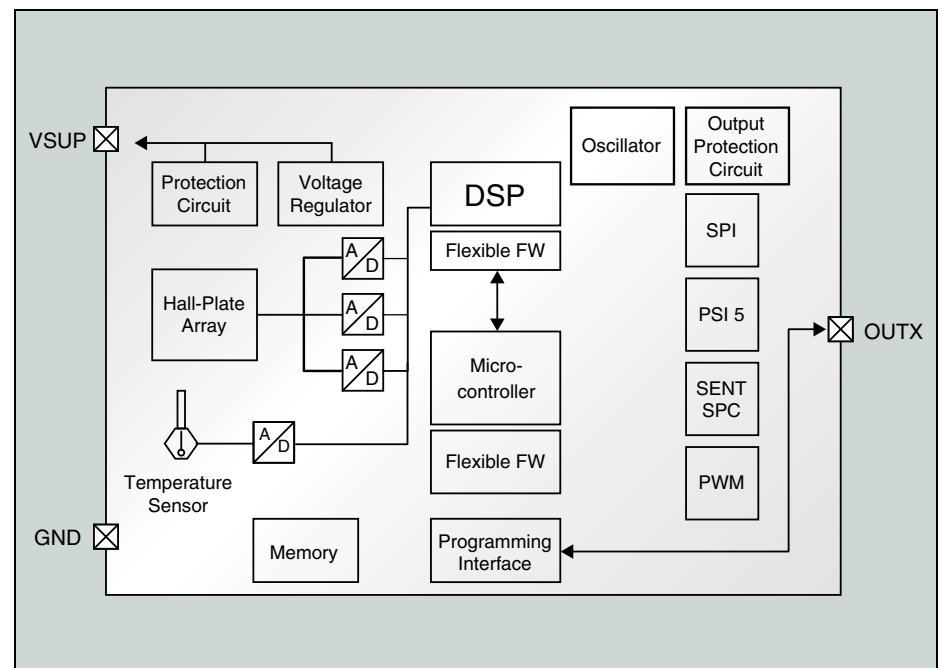 VSUP
Protection
Circuit
Voltage
Regulator
DSP
Flexible FW
Oscillator
Output
Protection
Circuit
SPI
A
D
Hall-Plate
Array
A
D
A
D
Micro-
controller
PSI 5
OUTX
SENT
SPC
A
D
Temperature
Sensor
Flexible FW
PWM
GND
Memory
Programming
Interface